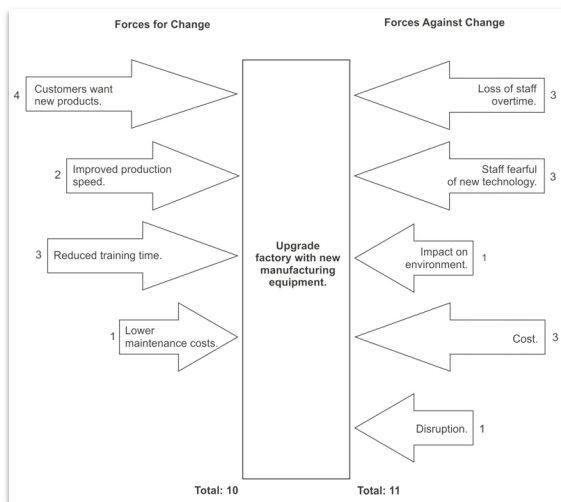 Forces for Change
Forces Against Change
4
Customers want
new products.
Loss of staff
overtime.
3
2
Improved production
speed.
Staff fearful
of new technology.
3
3
Reduced training time.
Upgrade
factory with new
manufacturing
equipment.
Impact on
environment.
1
1
Lower
maintenance costs.
Cost.
3
Disruption.
1
Total: 10
Total: 11